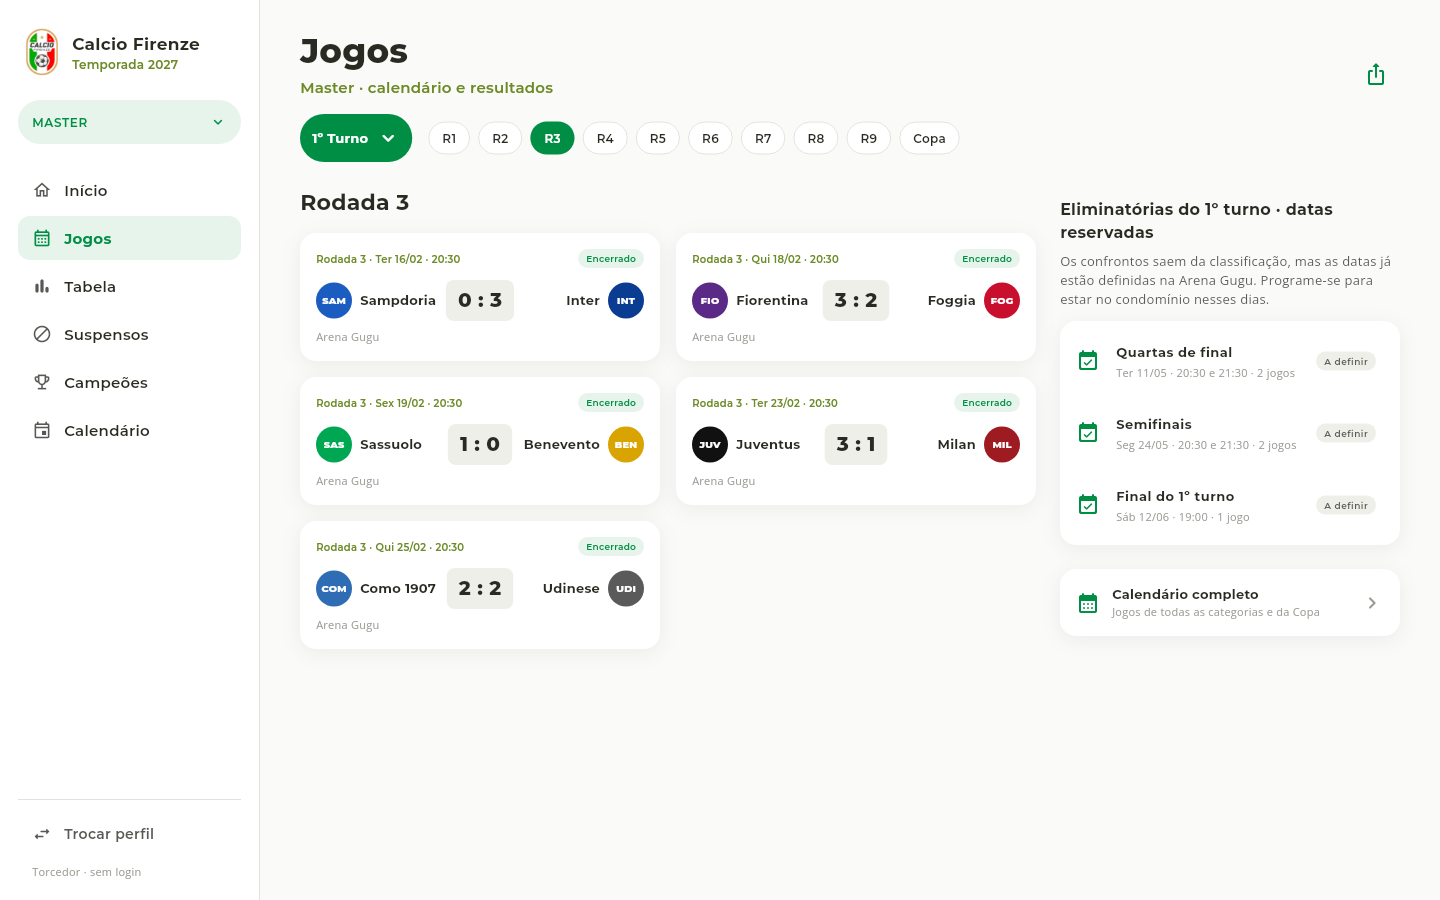 CALCIO
Calcio Firenze
Temporada 2027
MASTER
Início
Jogos
Tabela
Suspensos
Campeões
Calendário
Trocar perfil
Torcedor · sem login
Jogos
Master · calendário e resultados
1º Turno
R1
R2
R3
R4
R5
R6
R7
R8
R9
Copa
Rodada 3
Rodada 3 · Ter 16/02 · 20:30
Encerrado
SAM Sampdoria 0 : 3 Inter INT
Arena Gugu
Rodada 3 · Qui 18/02 · 20:30
Encerrado
FIO Fiorentina 3 : 2 Foggia FOG
Arena Gugu
Rodada 3 · Sex 19/02 · 20:30
Encerrado
SAS Sassuolo 1 : 0 Benevento BEN
Arena Gugu
Rodada 3 · Ter 23/02 · 20:30
Encerrado
JUV Juventus 3 : 1 Milan MIL
Arena Gugu
Rodada 3 · Qui 25/02 · 20:30
Encerrado
COM Como 1907 2 : 2 Udinese UDI
Arena Gugu
Eliminatórias do 1º turno · datas
reservadas
Os confrontos saem da classificação, mas as datas já
estão definidas na Arena Gugu. Programe-se para
estar no condomínio nesses dias.
Quartas de final
Ter 11/05 · 20:30 e 21:30 · 2 jogos
A definir
Semifinais
Seg 24/05 · 20:30 e 21:30 · 2 jogos
A definir
Final do 1º turno
Sáb 12/06 · 19:00 · 1 jogo
A definir
Calendário completo
Jogos de todas as categorias e da Copa